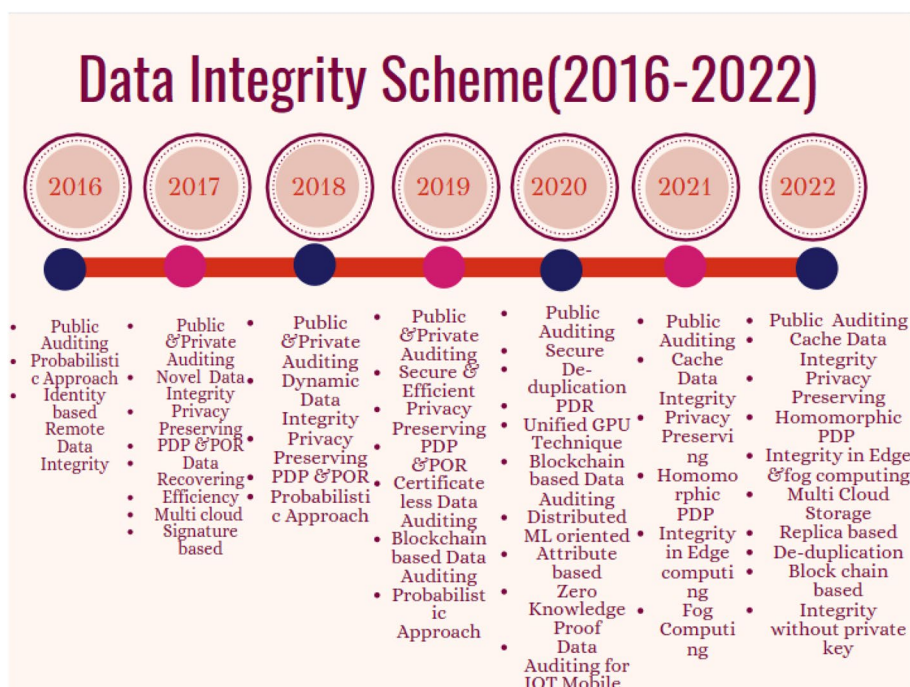 Data Integrity Scheme(2016-2022)
2016
2017
2018
2019
2020
2021
2022
• Public
Auditing
• Probabilisti
c Approach
• Identity
based
Remote
Data
Integrity
• Public
&Private
Auditing
• Novel Data
Integrity
• Privacy
Preserving
• PDP &POR
• Data
Recovering
• Efficiency
• Multi cloud
• Signature
based
• Public
&Private
Auditing
• Dynamic
Data
Integrity
• Privacy
Preserving
• PDP &POR
• Probabilisti
c Approach
• Public
&Private
Auditing
• Secure &
Efficient
• Privacy
Preserving
• PDP
&POR
• Certificate
less Data
Auditing
• Blockchain
based Data
Auditing
• Probabilist
ic
Approach
• Public
Auditing
• Secure
• De-
duplication
• PDR
• Unified GPU
Technique
• Blockchain
based Data
Auditing
• Distributed
ML oriented
• Attribute
based
• Zero
Knowledge
Proof
• Data
Auditing for
IOT Mobile
• Public
Auditing
• Cache
Data
Integrity
• Privacy
Preservi
ng
• Homomo
rphic
PDP
• Integrity
in Edge
computi
ng
• Fog
Computi
ng
• Public Auditing
• Cache Data
Integrity
• Privacy
Preserving
• Homomorphic
PDP
• Integrity in Edge
&fog computing
• Multi Cloud
Storage
• Replica based
• De-duplication
• Block chain
based
• Integrity
without private
key